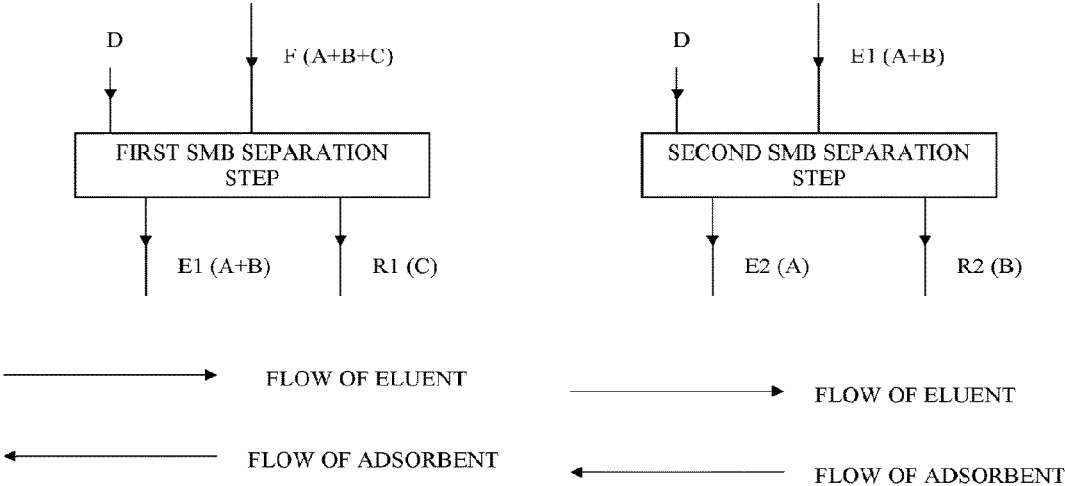 D
F (A+B+C)
FIRST SMB SEPARATION
STEP
E1 (A+B)
R1 (C)
FLOW OF ELUENT
FLOW OF ADSORBENT
D
E1 (A+B)
SECOND SMB SEPARATION
STEP
E2 (A)
R2 (B)
FLOW OF ELUENT
FLOW OF ADSORBENT